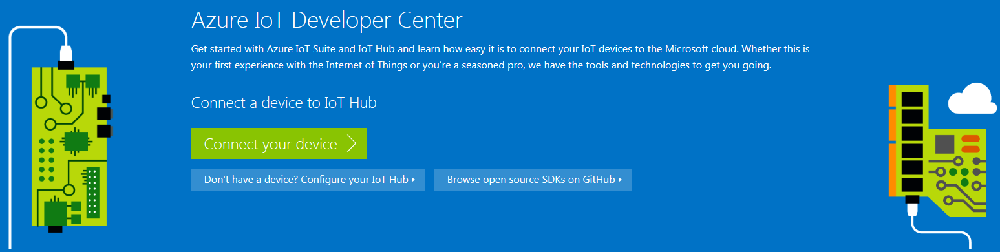 Azure IoT Developer Center
Get started with Azure IoT Suite and IoT Hub and learn how easy it is to connect your IoT devices to the Microsoft cloud. Whether this is
your first experience with the Internet of Things or you’re a seasoned pro, we have the tools and technologies to get you going.
Connect a device to IoT Hub
Connect your device
Don't have a device? Configure your IoT Hub
Browse open source SDKs on GitHub